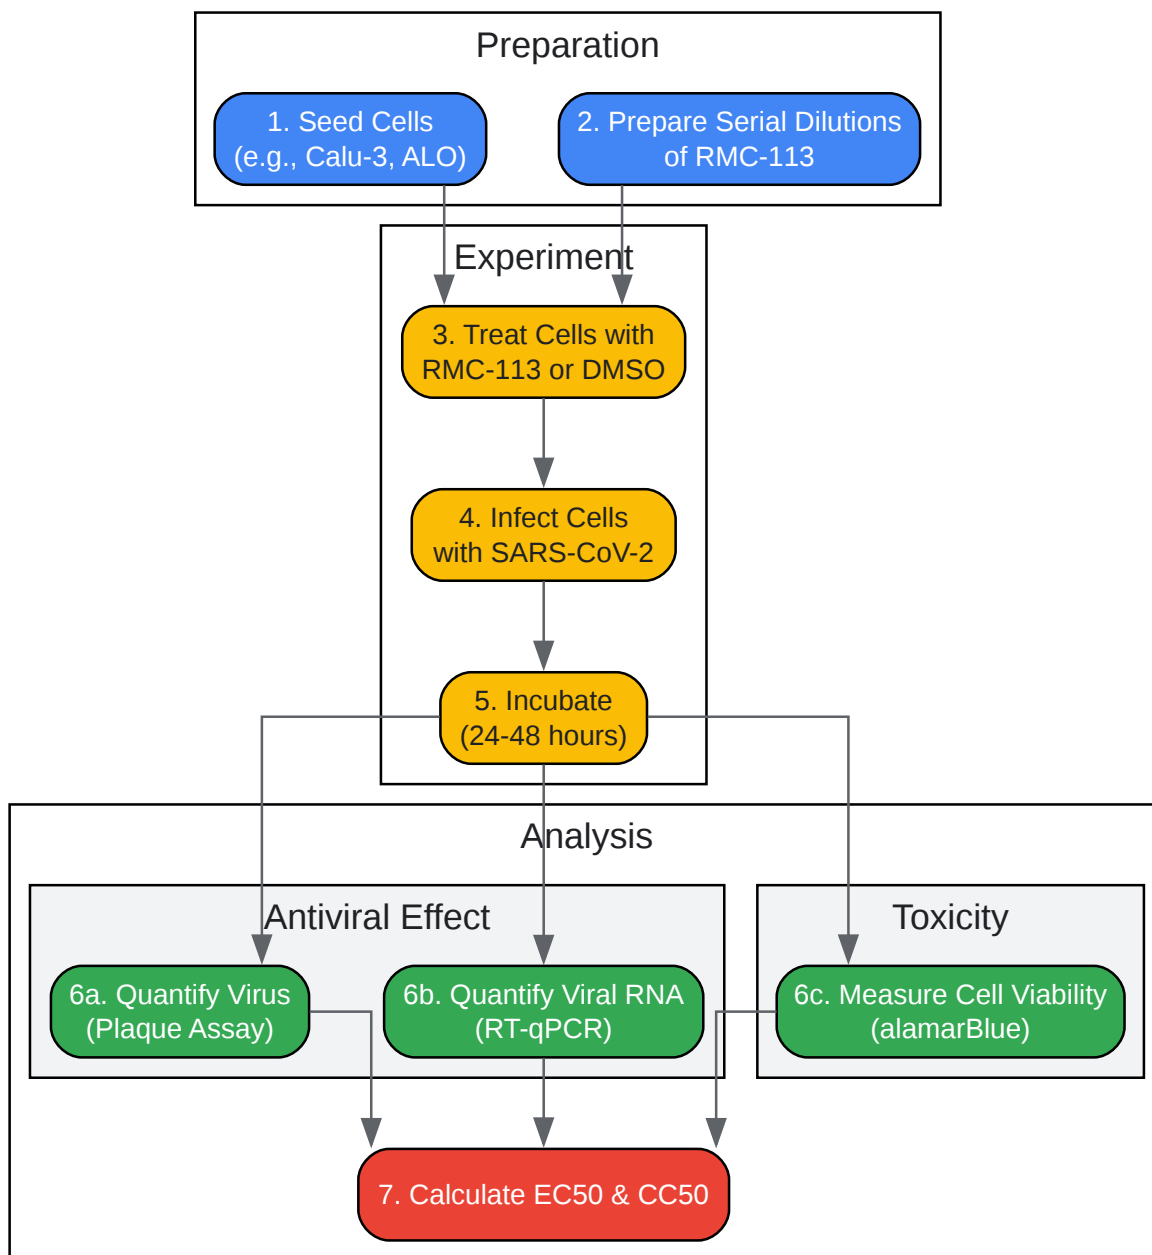 Preparation
1. Seed Cells
(e.g., Calu-3, ALO)
2. Prepare Serial Dilutions
of RMC-113
Experiment
3. Treat Cells with
RMC-113 or DMSO
4. Infect Cells
with SARS-CoV-2
5. Incubate
(24-48 hours)
Analysis
Antiviral Effect
6a. Quantify Virus
(Plaque Assay)
6b. Quantify Viral RNA
(RT-qPCR)
Toxicity
6c. Measure Cell Viability
(alamarBlue)
7. Calculate EC50 & CC50